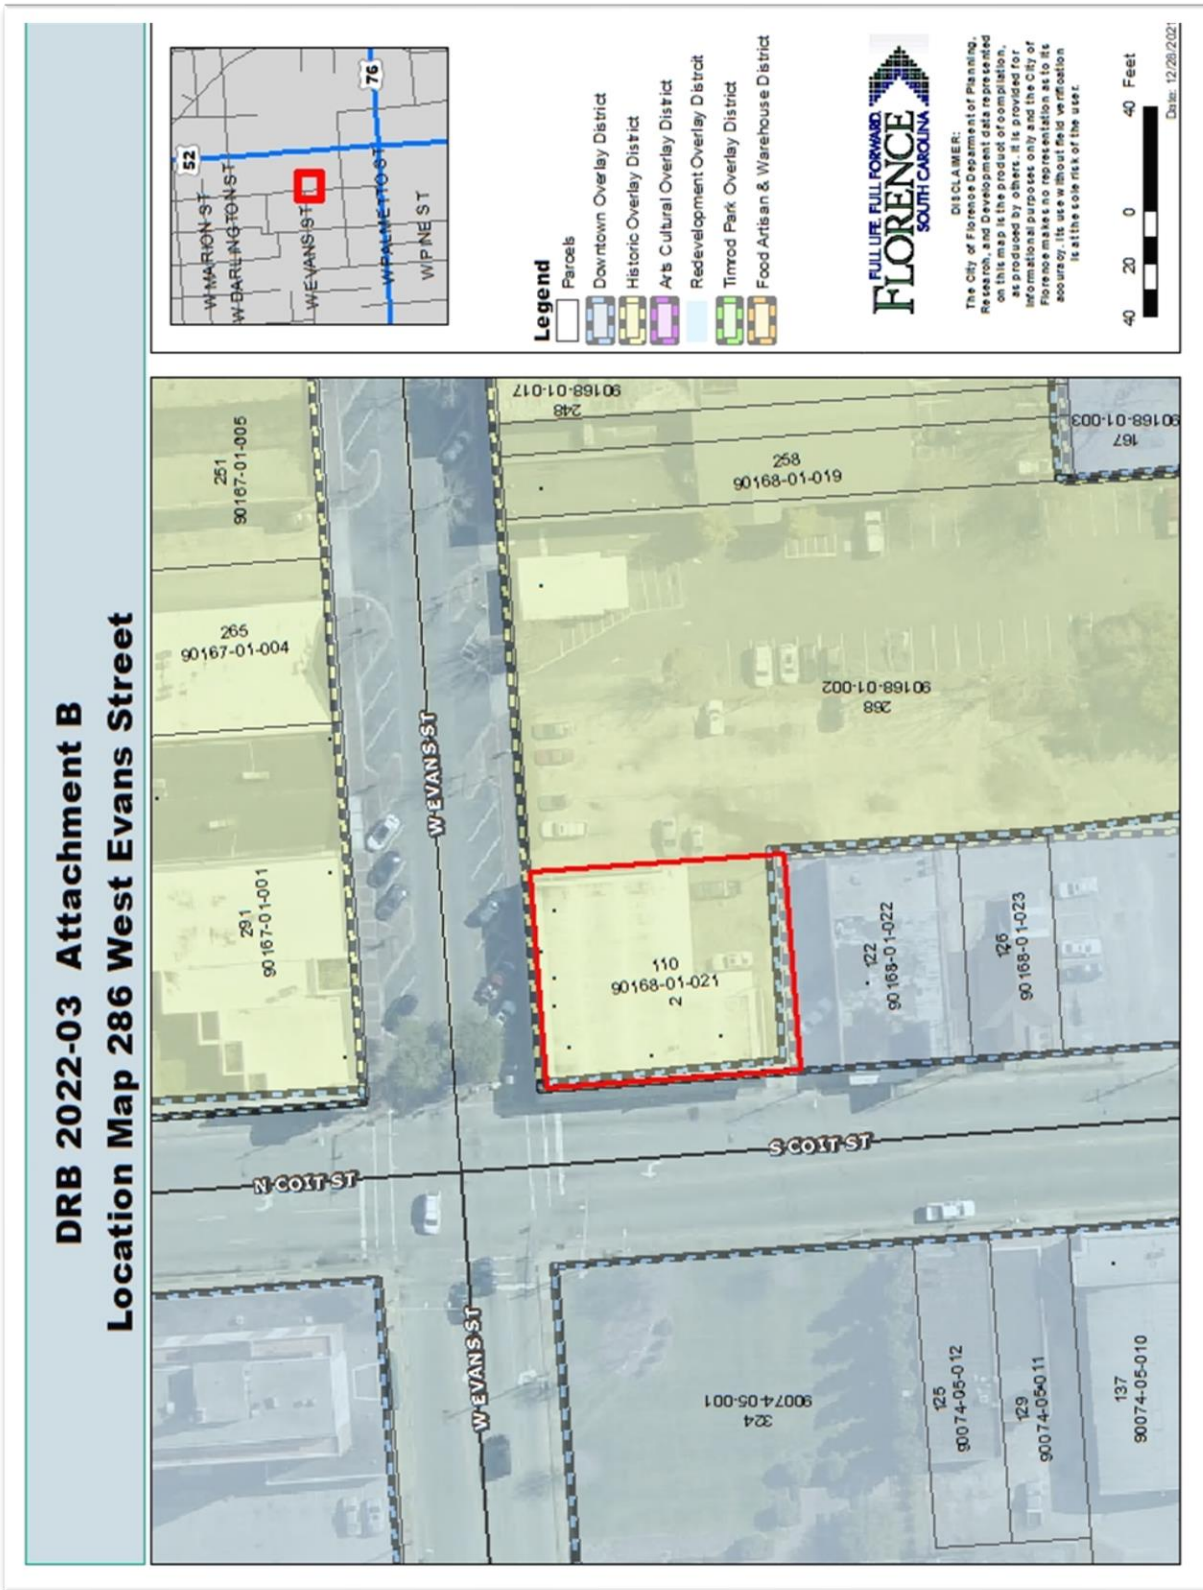 DRB 2022-03 Attachment B
Location Map 286 West Evans Street
251
90167-01-005
265
90167-01-004
291
90167-01-001
W EVANS ST
W EVANS ST
N COIT ST
S COIT ST
248
90168-01-017
258
90168-01-019
167
90168-01-003
268
90168-01-002
110
90168-01-021
2
122
90168-01-022
126
90168-01-023
324
90074-05-001
125
90074-05-012
129
90074-05-011
137
90074-05-010
52
76
W MARION ST
W DARLINGTON ST
W EVANS ST
W PALMETTO ST
W PINE ST
Legend
Parcels
Downtown Overlay District
Historic Overlay District
Arts Cultural Overlay District
Redevelopment Overlay Distroit
Timrod Park Overlay District
Food Artisan & Warehouse District
FULL LIFE. FULL FORWARD.
FLORENCE
SOUTH CAROLINA
DISCLAIMER:
The City of Florence Department of Planning,
Research, and Development data represented
on this map is the product of compilation,
as produced by others. It is provided for
informational purposes only and the City of
Florence makes no representation as to its
accuracy. Its use without field verification
is at the sole risk of the user.
40 20 0 40 Feet
Date: 12/28/2021